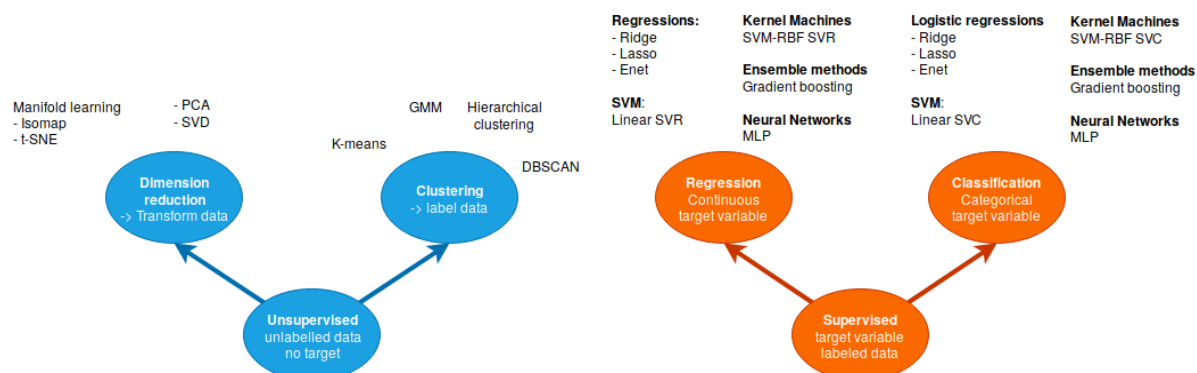 Manifold learning
- Isomap
- t-SNE
- PCA
- SVD
Dimension
reduction
-> Transform data
K-means
GMM
Hierarchical
clustering
DBSCAN
Clustering
-> label data
Unsupervised
unlabelled data
no target
Regressions:
- Ridge
- Lasso
- Enet
SVM:
Linear SVR
Kernel Machines
SVM-RBF SVR
Ensemble methods
Gradient boosting
Neural Networks
MLP
Regression
Continuous
target variable
Logistic regressions
- Ridge
- Lasso
- Enet
SVM:
Linear SVC
Kernel Machines
SVM-RBF SVC
Ensemble methods
Gradient boosting
Neural Networks
MLP
Classification
Categorical
target variable
Supervised
target variable
labeled data